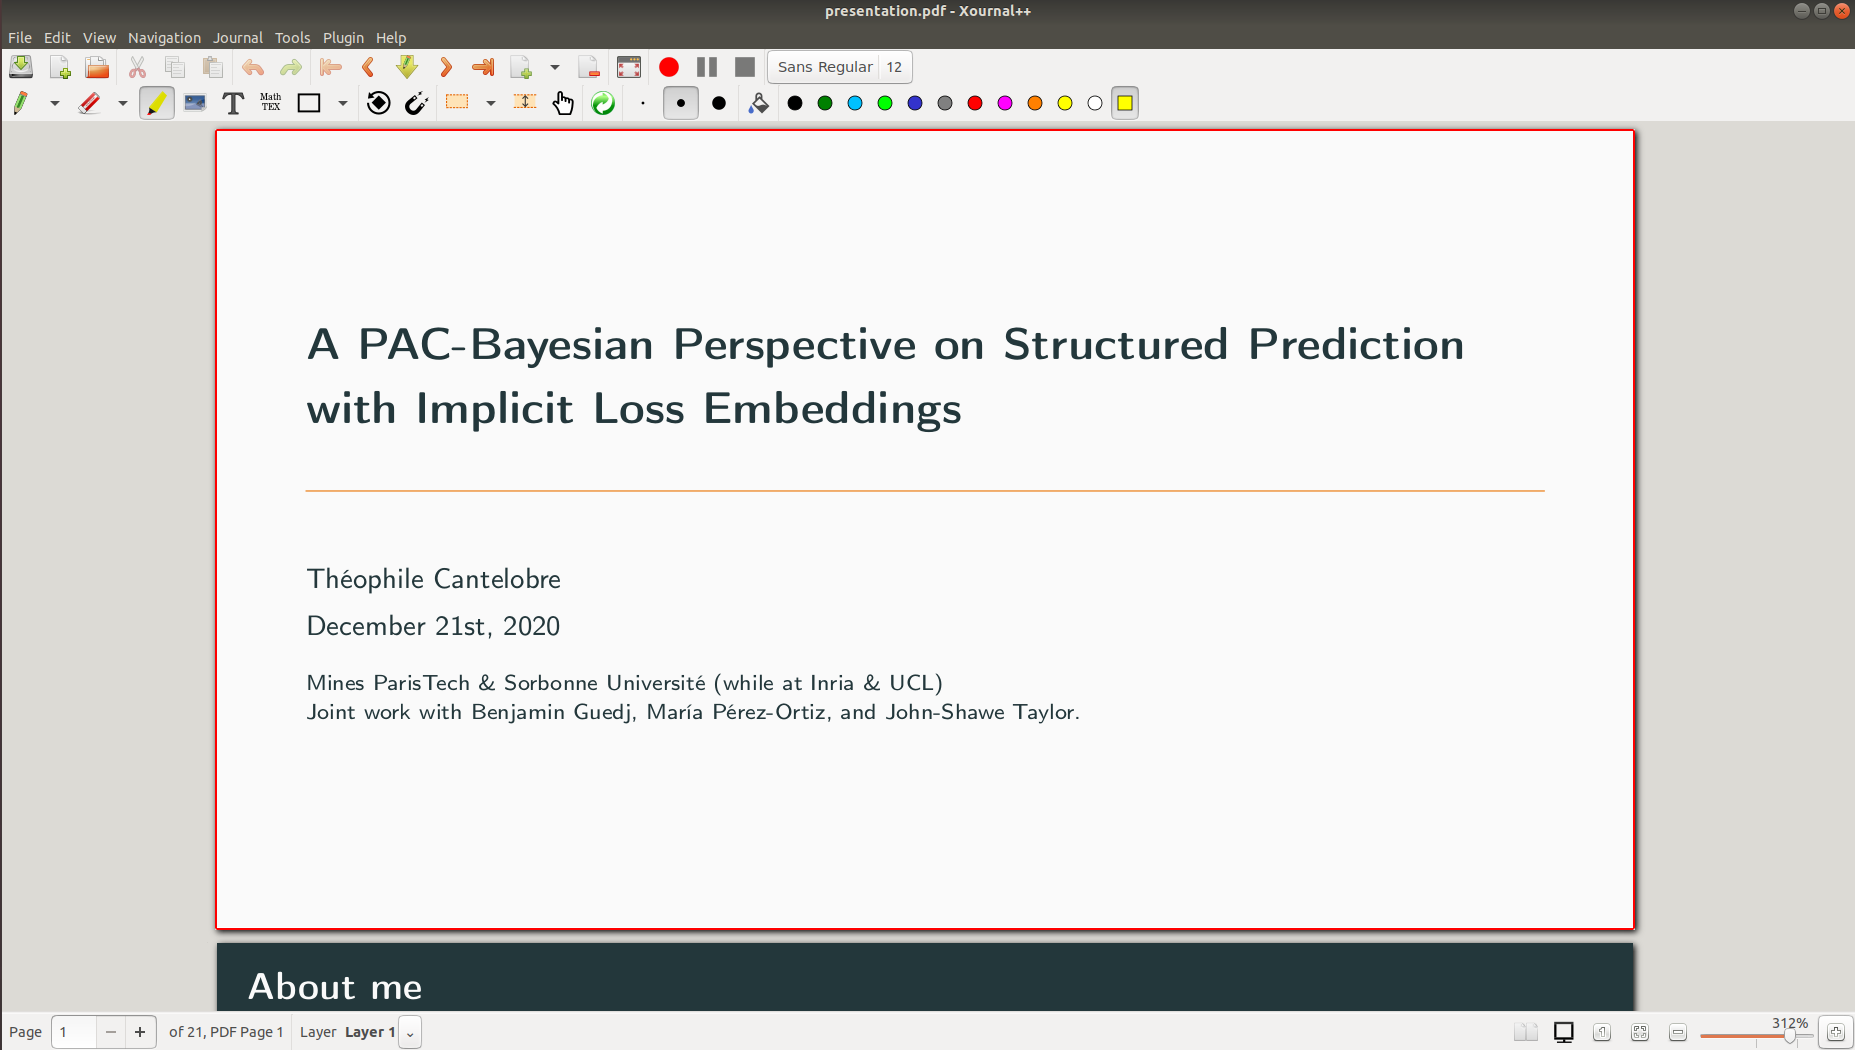 presentation.pdf - Xournal++
File Edit View Navigation Journal Tools Plugin Help
Sans Regular 12
T Math TEX
A PAC-Bayesian Perspective on Structured Prediction
with Implicit Loss Embeddings
Théophile Cantelobre
December 21st, 2020
Mines ParisTech & Sorbonne Université (while at Inria & UCL)
Joint work with Benjamin Guedj, María Pérez-Ortiz, and John-Shawe Taylor.
About me
Page 1 of 21, PDF Page 1 Layer Layer 1 312%